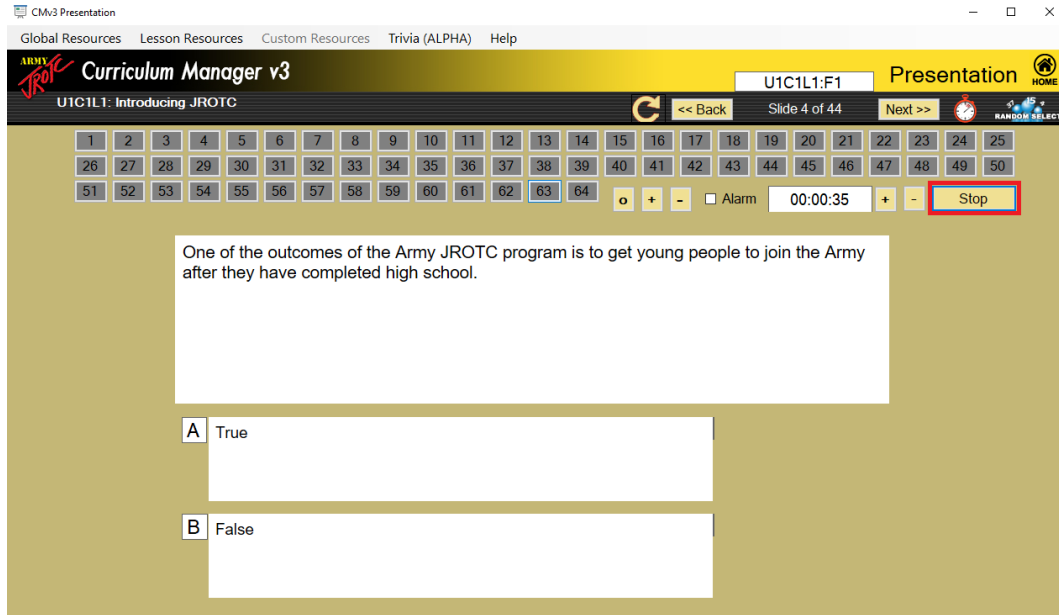 CMv3 Presentation
Global Resources Lesson Resources Custom Resources Trivia (ALPHA) Help
ARMY JROTC Curriculum Manager v3 U1C1L1:F1 Presentation HOME
U1C1L1: Introducing JROTC << Back Slide 4 of 44 Next >> 15 RANDOM SELECT
1 2 3 4 5 6 7 8 9 10 11 12 13 14 15 16 17 18 19 20 21 22 23 24 25
26 27 28 29 30 31 32 33 34 35 36 37 38 39 40 41 42 43 44 45 46 47 48 49 50
51 52 53 54 55 56 57 58 59 60 61 62 63 64 o + - Alarm 00:00:35 + - Stop
One of the outcomes of the Army JROTC program is to get young people to join the Army
after they have completed high school.
A True
B False